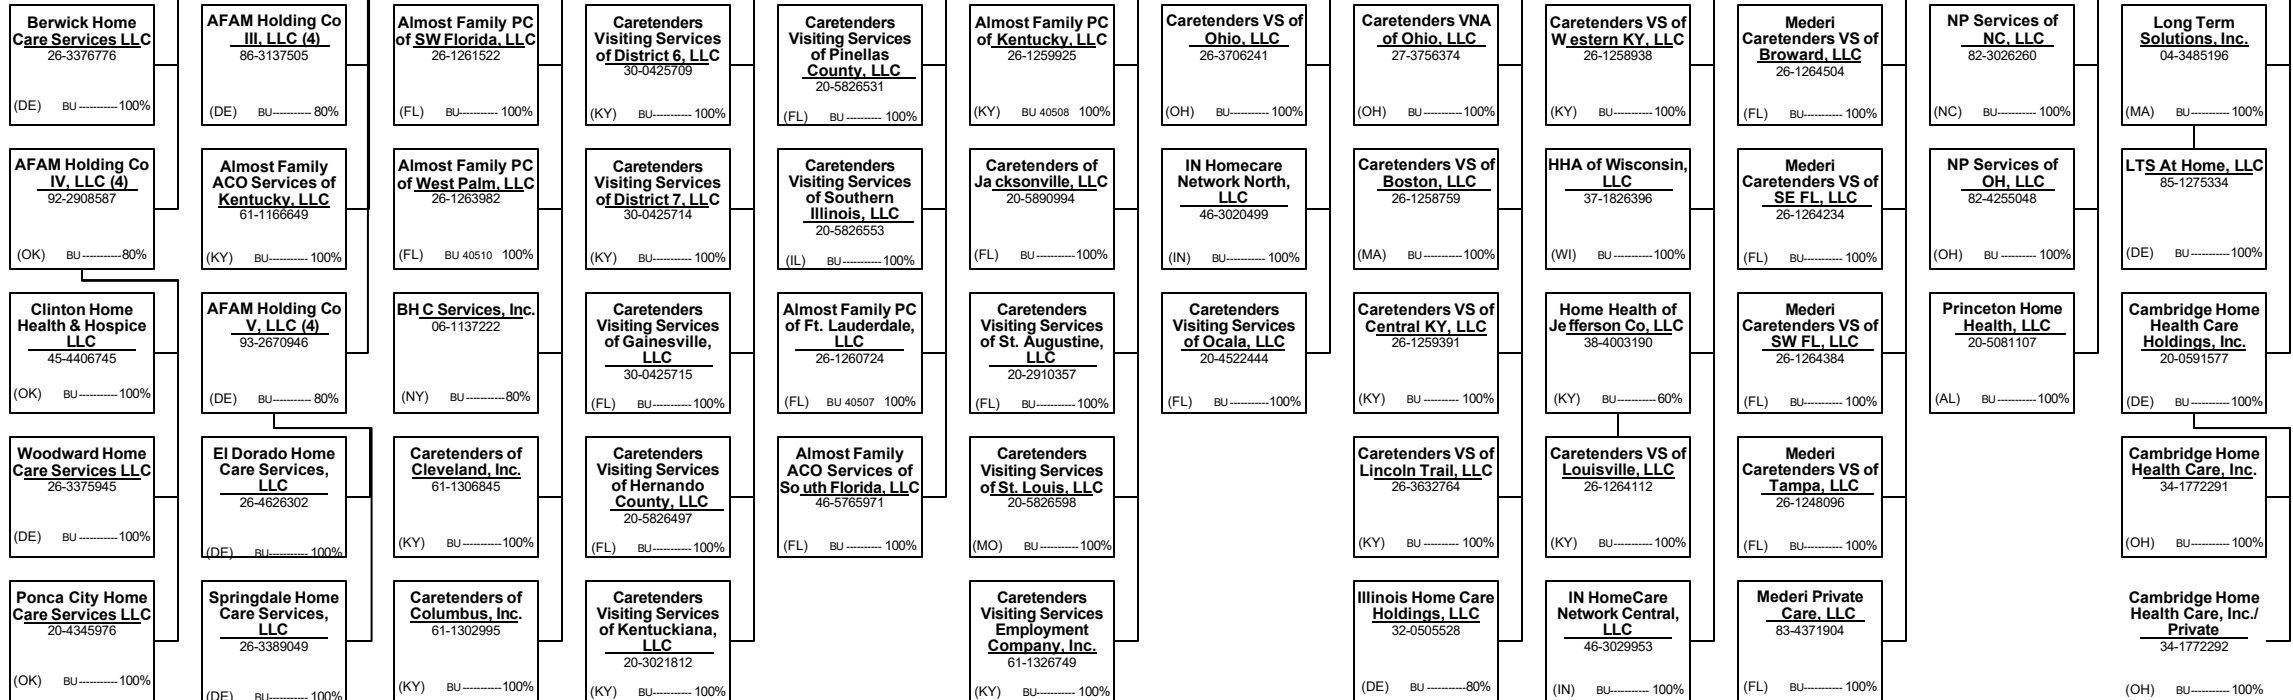 Berwick Home
Care Services LLC
26-3376776
(DE) BU ----------- 100%
AFAM Holding Co
III, LLC (4)
86-3137505
(DE) BU----------- 80%
Almost Family PC
of SW Florida, LLC
26-1261522
(FL) BU----------- 100%
Caretenders
Visiting Services
of District 6, LLC
30-0425709
(KY) BU----------- 100%
Caretenders
Visiting Services
of Pinellas
County, LLC
20-5826531
(FL) BU ---------- 100%
Almost Family PC
of Kentucky, LLC
26-1259925
(KY) BU 40508 100%
Caretenders VS of
Ohio, LLC
26-3706241
(OH) BU----------- 100%
Caretenders VNA
of Ohio, LLC
27-3756374
(OH) BU -----------100%
Caretenders VS of
Western KY, LLC
26-1258938
(KY) BU----------- 100%
Mederi
Caretenders VS of
Broward, LLC
26-1264504
(FL) BU----------- 100%
NP Services of
NC, LLC
82-3026260
(NC) BU----------- 100%
Long Term
Solutions, Inc.
04-3485196
(MA) BU----------- 100%
AFAM Holding Co
IV, LLC (4)
92-2908587
(OK) BU -----------80%
Almost Family
ACO Services of
Kentucky, LLC
61-1166649
(KY) BU----------- 100%
Almost Family PC
of West Palm, LLC
26-1263982
(FL) BU 40510 100%
Caretenders
Visiting Services
of District 7, LLC
30-0425714
(KY) BU----------- 100%
Caretenders
Visiting Services
of Southern
Illinois, LLC
20-5826553
(IL) BU -----------100%
Caretenders of
Jacksonville, LLC
20-5890994
(FL) BU -----------100%
IN Homecare
Network North,
LLC
46-3020499
(IN) BU----------- 100%
Caretenders VS of
Boston, LLC
26-1258759
(MA) BU -----------100%
HHA of Wisconsin,
LLC
37-1826396
(WI) BU -----------100%
Mederi
Caretenders VS of
SE FL, LLC
26-1264234
(FL) BU----------- 100%
NP Services of
OH, LLC
82-4255048
(OH) BU----------- 100%
LTS At Home, LLC
85-1275334
(DE) BU----------- 100%
Clinton Home
Health & Hospice
LLC
45-4406745
(OK) BU ----------- 100%
AFAM Holding Co
V, LLC (4)
93-2670946
(DE) BU----------- 80%
BHC Services, Inc.
06-1137222
(NY) BU -----------80%
Caretenders
Visiting Services
of Gainesville,
LLC
30-0425715
(FL) BU----------- 100%
Almost Family PC
of Ft. Lauderdale,
LLC
26-1260724
(FL) BU 40507 100%
Caretenders
Visiting Services
of St. Augustine,
LLC
20-2910357
(FL) BU -----------100%
Caretenders
Visiting Services
of Ocala, LLC
20-4522444
(FL) BU -----------100%
Caretenders VS of
Central KY, LLC
26-1259391
(KY) BU ---------- 100%
Home Health of
Jefferson Co, LLC
38-4003190
(KY) BU ----------- 60%
Mederi
Caretenders VS of
SW FL, LLC
26-1264384
(FL) BU----------- 100%
Princeton Home
Health, LLC
20-5081107
(AL) BU -----------100%
Cambridge Home
Health Care
Holdings, Inc.
20-0591577
(DE) BU----------- 100%
Woodward Home
Care Services LLC
26-3375945
(DE) BU ----------- 100%
El Dorado Home
Care Services,
LLC
26-4626302
(DE) BU----------- 100%
Caretenders of
Cleveland, Inc.
61-1306845
(KY) BU -----------100%
Caretenders
Visiting Services
of Hernando
County, LLC
20-5826497
(FL) BU----------- 100%
Almost Family
ACO Services of
South Florida, LLC
46-5765971
(FL) BU ---------- 100%
Caretenders
Visiting Services
of St. Louis, LLC
20-5826598
(MO) BU ----------- 100%
Caretenders VS of
Lincoln Trail, LLC
26-3632764
(KY) BU ---------- 100%
Caretenders VS of
Louisville, LLC
26-1264112
(KY) BU ---------- 100%
Mederi
Caretenders VS of
Tampa, LLC
26-1248096
(FL) BU----------- 100%
Cambridge Home
Health Care, Inc.
34-1772291
(OH) BU----------- 100%
Ponca City Home
Care Services LLC
20-4345976
(OK) BU ----------- 100%
Springdale Home
Care Services,
LLC
26-3389049
(DE) BU----------- 100%
Caretenders of
Columbus, Inc.
61-1302995
(KY) BU -----------100%
Caretenders
Visiting Services
of Kentuckiana,
LLC
20-3021812
(KY) BU----------- 100%
Caretenders
Visiting Services
Employment
Company, Inc.
61-1326749
(KY) BU----------- 100%
Illinois Home Care
Holdings, LLC
32-0505528
(DE) BU -----------80%
IN HomeCare
Network Central,
LLC
46-3029953
(IN) BU----------- 100%
Mederi Private
Care, LLC
83-4371904
(FL) BU----------- 100%
Cambridge Home
Health Care, Inc./
Private
34-1772292
(OH) BU----------- 100%